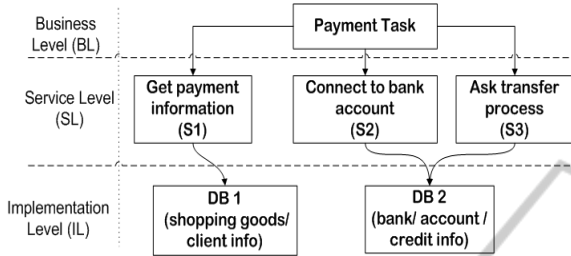 Business
Level (BL)
Payment Task
Service Level
(SL)
Get payment
information
(S1)
Connect to bank
account
(S2)
Ask transfer
process
(S3)
Implementation
Level (IL)
DB 1
(shopping goods/
client info)
DB 2
(bank/ account /
credit info)